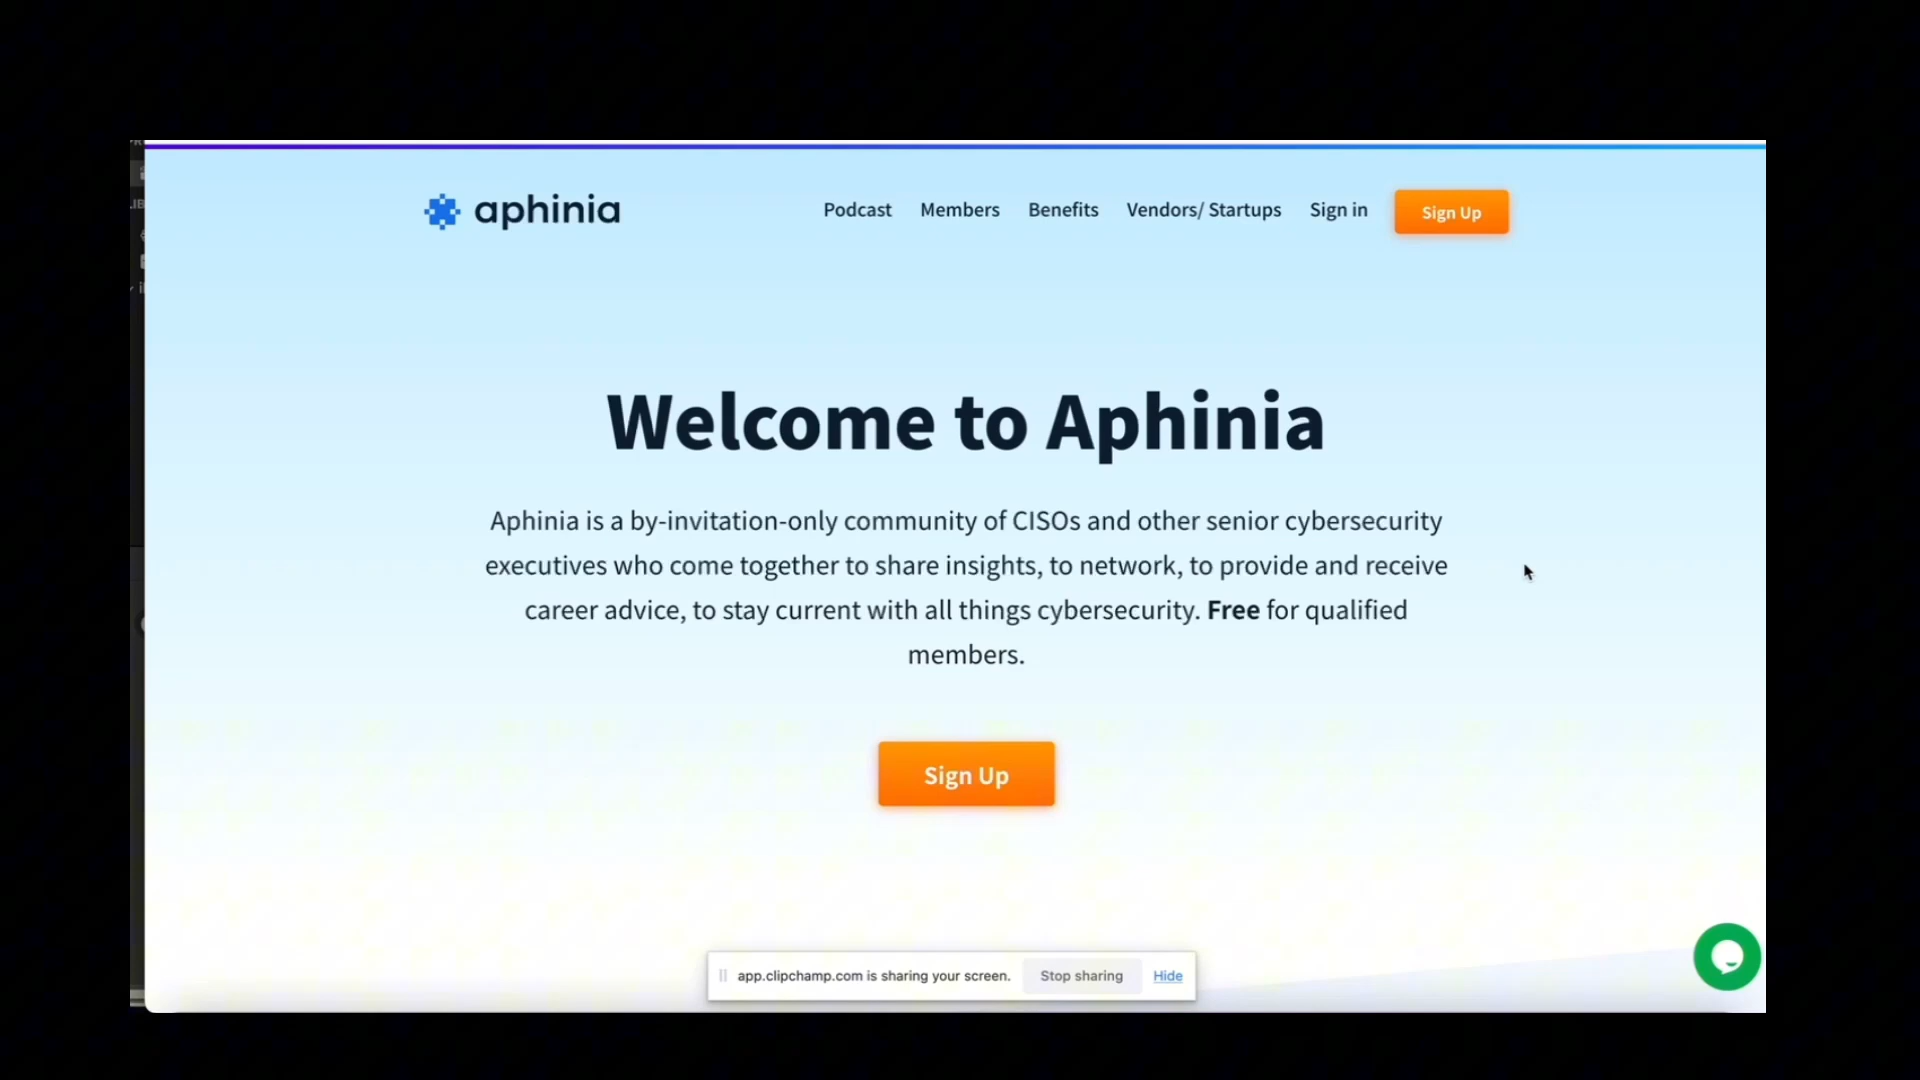 aphinia
Podcast Members Benefits Vendors/ Startups Sign in Sign Up
Welcome to Aphinia
Aphinia is a by-invitation-only community of CISOs and other senior cybersecurity
executives who come together to share insights, to network, to provide and receive
career advice, to stay current with all things cybersecurity. Free for qualified
members.
Sign Up
app.clipchamp.com is sharing your screen. Stop sharing Hide